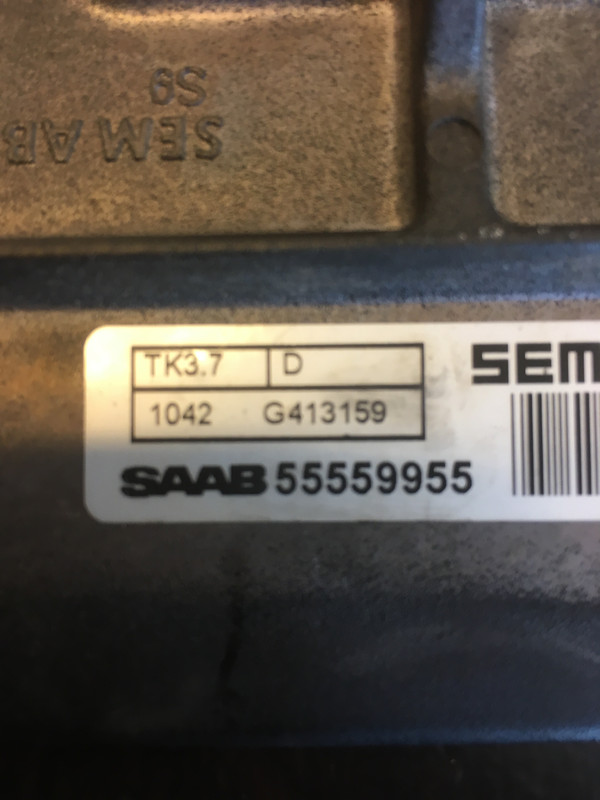 S9
SEM AB
TK3.7 D
SEM
1042 G413159
SAAB 55559955